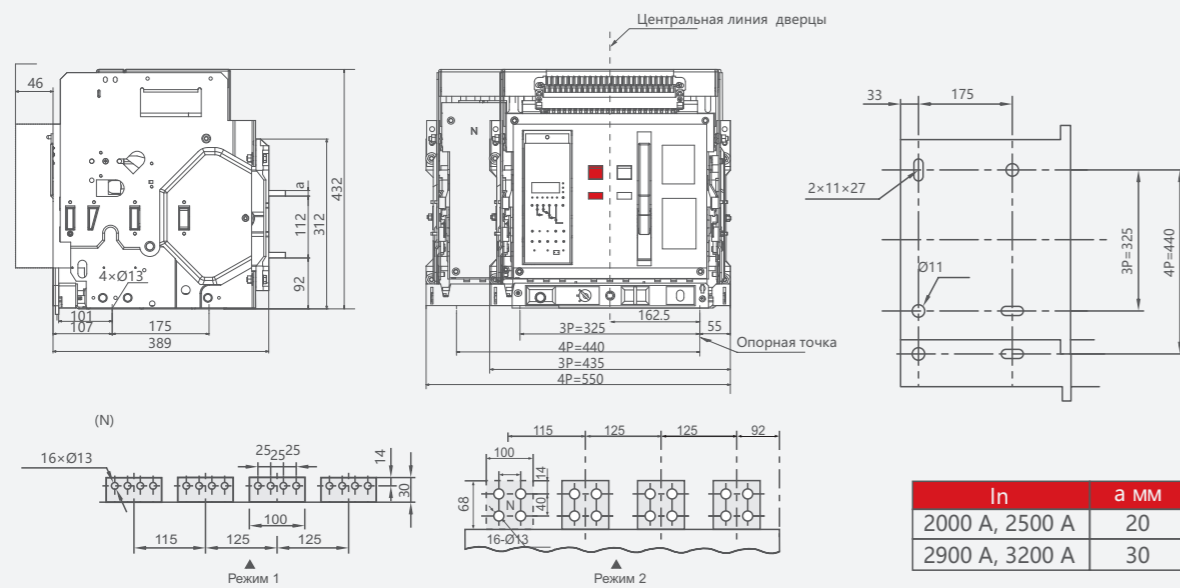 Центральная линия дверцы
46
a
432
312
112
92
4×Ø13
101
107
175
389
N
162.5
3P=325
55
4P=440
Опорная точка
3P=435
4P=550
33
175
2×11×27
3P=325
4P=440
Ø11
(N)
16×Ø13
25
25
25
14
30
100
115
125
125
Режим 1
115
125
125
92
100
14
68
40
N
16-Ø13
Режим 2
In
a мм
2000 A, 2500 A
20
2900 A, 3200 A
30